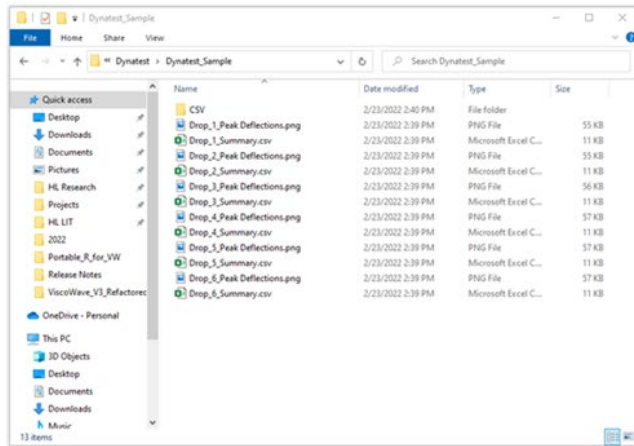 Dynatest_Sample
File Home Share View
« Dynatest › Dynatest_Sample Search Dynatest_Sample
Name Date modified Type Size
Quick access
Desktop
Downloads
Documents
Pictures
HL Research
Projects
HL LIT
2022
Portable_R_for_VW
Release Notes
ViscoWave_V3_Refactorec
OneDrive - Personal
This PC
3D Objects
Desktop
Documents
Downloads
Music
CSV 2/23/2022 2:40 PM File folder
Drop_1_Peak Deflections.png 2/23/2022 2:39 PM PNG File 55 KB
Drop_1_Summary.csv 2/23/2022 2:39 PM Microsoft Excel C... 11 KB
Drop_2_Peak Deflections.png 2/23/2022 2:39 PM PNG File 55 KB
Drop_2_Summary.csv 2/23/2022 2:39 PM Microsoft Excel C... 11 KB
Drop_3_Peak Deflections.png 2/23/2022 2:39 PM PNG File 56 KB
Drop_3_Summary.csv 2/23/2022 2:39 PM Microsoft Excel C... 11 KB
Drop_4_Peak Deflections.png 2/23/2022 2:39 PM PNG File 57 KB
Drop_4_Summary.csv 2/23/2022 2:39 PM Microsoft Excel C... 11 KB
Drop_5_Peak Deflections.png 2/23/2022 2:39 PM PNG File 57 KB
Drop_5_Summary.csv 2/23/2022 2:39 PM Microsoft Excel C... 11 KB
Drop_6_Peak Deflections.png 2/23/2022 2:39 PM PNG File 57 KB
Drop_6_Summary.csv 2/23/2022 2:39 PM Microsoft Excel C... 11 KB
13 items